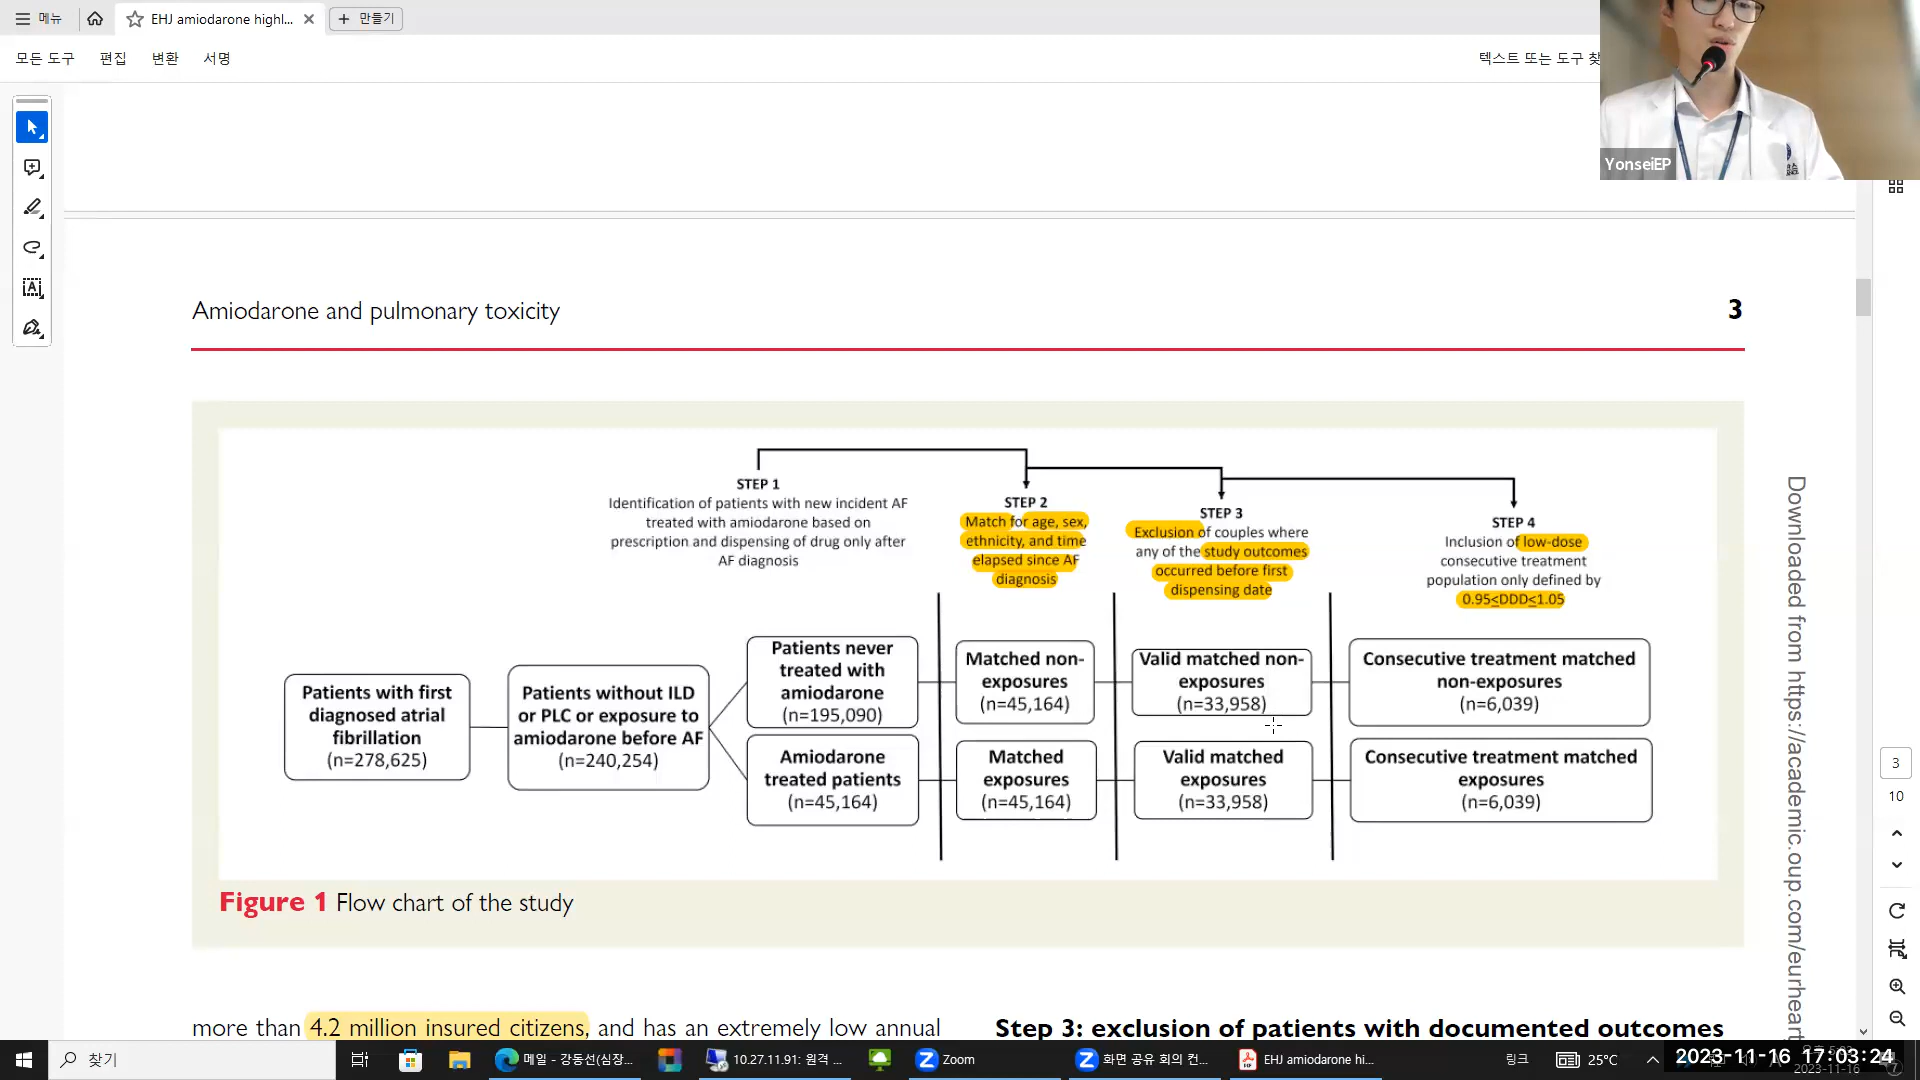 메뉴
EHJ amiodarone highl...
만들기
모든 도구
편집
변환
서명
텍스트 또는 도구 찾
YonseiEP
Amiodarone and pulmonary toxicity
3
STEP 1
Identification of patients with new incident AF
treated with amiodarone based on
prescription and dispensing of drug only after
AF diagnosis
STEP 2
Match for age, sex,
ethnicity, and time
elapsed since AF
diagnosis
STEP 3
Exclusion of couples where
any of the study outcomes
occurred before first
dispensing date
STEP 4
Inclusion of low-dose
consecutive treatment
population only defined by
0.95≤DDD≤1.05
Patients with first
diagnosed atrial
fibrillation
(n=278,625)
Patients without ILD
or PLC or exposure to
amiodarone before AF
(n=240,254)
Patients never
treated with
amiodarone
(n=195,090)
Amiodarone
treated patients
(n=45,164)
Matched non-
exposures
(n=45,164)
Matched
exposures
(n=45,164)
Valid matched non-
exposures
(n=33,958)
Valid matched
exposures
(n=33,958)
Consecutive treatment matched
non-exposures
(n=6,039)
Consecutive treatment matched
exposures
(n=6,039)
Figure 1 Flow chart of the study
Downloaded from https://academic.oup.com/eurheart
more than 4.2 million insured citizens, and has an extremely low annual
Step 3: exclusion of patients with documented outcomes
3
10
찾기
메일 - 강동선(심장...
10.27.11.91: 원격 ...
Zoom
화면 공유 회의 컨...
EHJ amiodarone hi...
링크
25°C
2023-11-16 17:03:24
2023-11-16